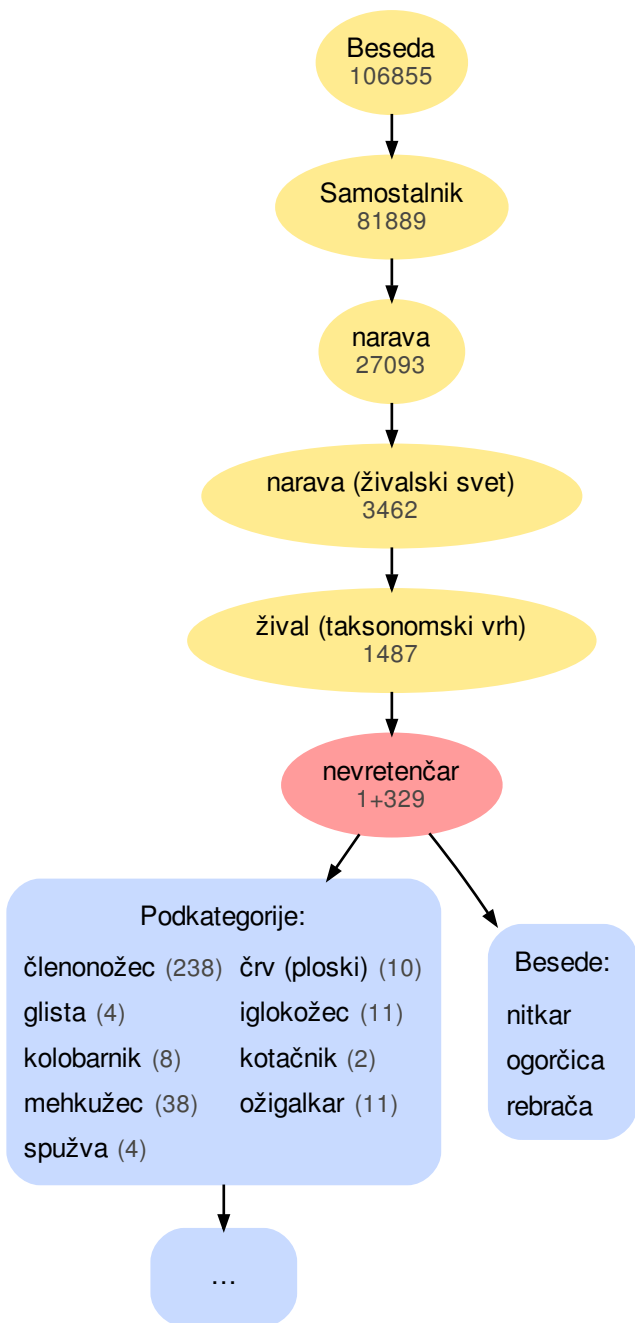 Beseda
106855
Samostalnik
81889
narava
27093
narava (živalski svet)
3462
žival (taksonomski vrh)
1487
nevretenčar
1+329
Podkategorije:
členonožec (238) črv (ploski) (10)
glista (4) iglokožec (11)
kolobarnik (8) kotačnik (2)
mehkužec (38) ožigalkar (11)
spužva (4)
Besede:
nitkar
ogorčica
rebrača
...